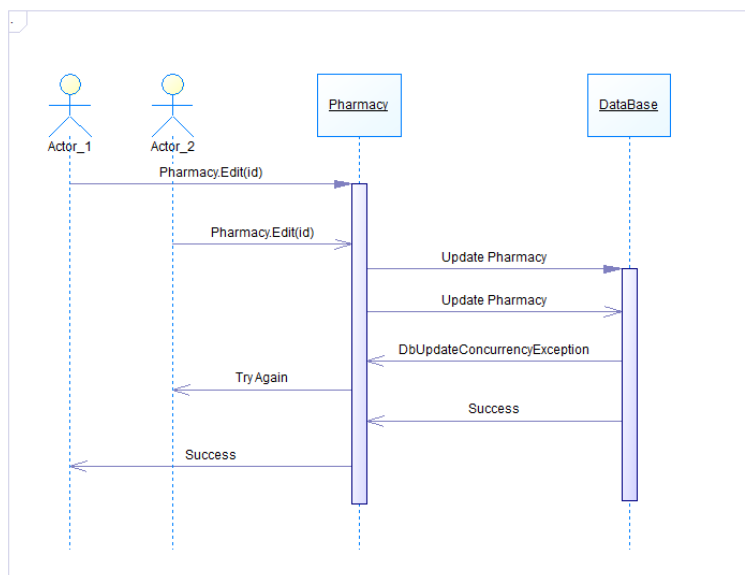 .
Pharmacy
DataBase
Actor_1
Actor_2
Pharmacy.Edit(id)
Pharmacy.Edit(id)
Update Pharmacy
Update Pharmacy
DbUpdateConcurrencyException
Try Again
Success
Success